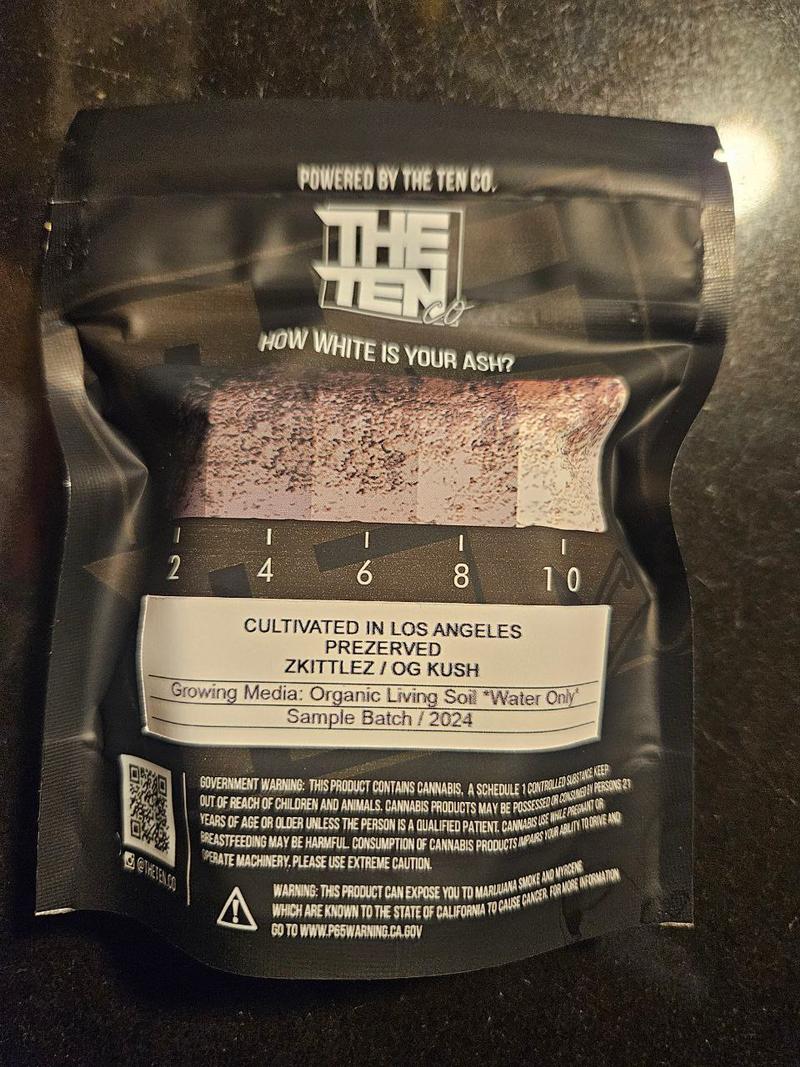 POWERED BY THE TEN CO.
THE
TEN
CO
HOW WHITE IS YOUR ASH?
2 4 6 8 10
CULTIVATED IN LOS ANGELES
PREZERVED
ZKITTLEZ / OG KUSH
Growing Media: Organic Living Soil *Water Only*
Sample Batch / 2024
GOVERNMENT WARNING: THIS PRODUCT CONTAINS CANNABIS, A SCHEDULE 1 CONTROLLED SUBSTANCE. KEEP
OUT OF REACH OF CHILDREN AND ANIMALS. CANNABIS PRODUCTS MAY BE POSSESSED OR CONSUMED BY PERSONS 21
YEARS OF AGE OR OLDER UNLESS THE PERSON IS A QUALIFIED PATIENT. CANNABIS USE WHILE PREGNANT OR
BREASTFEEDING MAY BE HARMFUL. CONSUMPTION OF CANNABIS PRODUCTS IMPAIRS YOUR ABILITY TO DRIVE AND
OPERATE MACHINERY. PLEASE USE EXTREME CAUTION.
@THETEN.CO
WARNING: THIS PRODUCT CAN EXPOSE YOU TO MARIJUANA SMOKE AND MYRCENE
WHICH ARE KNOWN TO THE STATE OF CALIFORNIA TO CAUSE CANCER. FOR MORE INFORMATION
GO TO WWW.P65WARNING.CA.GOV